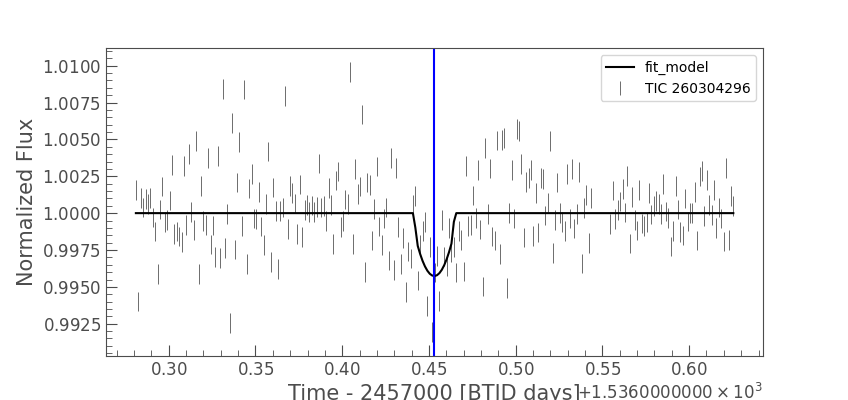 fit_model
TIC 260304296
1.0100
1.0075
1.0050
1.0025
1.0000
0.9975
0.9950
0.9925
Normalized Flux
0.30 0.35 0.40 0.45 0.50 0.55 0.60
Time - 2457000 [BTJD days]
+1.5360000000 × 10³